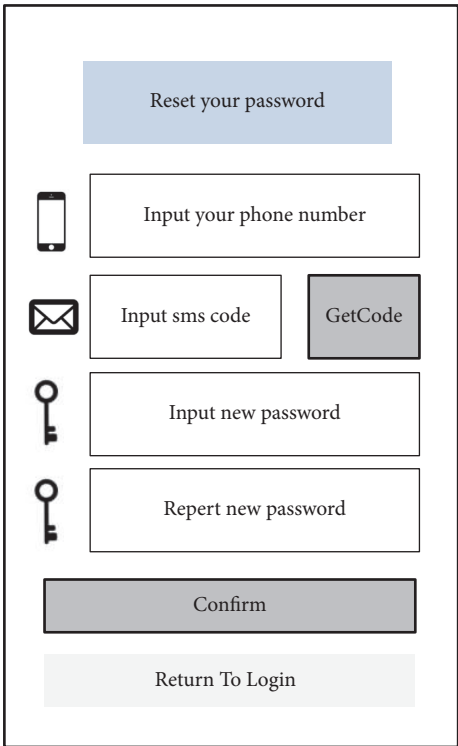 Reset your password
Input your phone number
Input sms code
GetCode
Input new password
Repert new password
Confirm
Return To Login